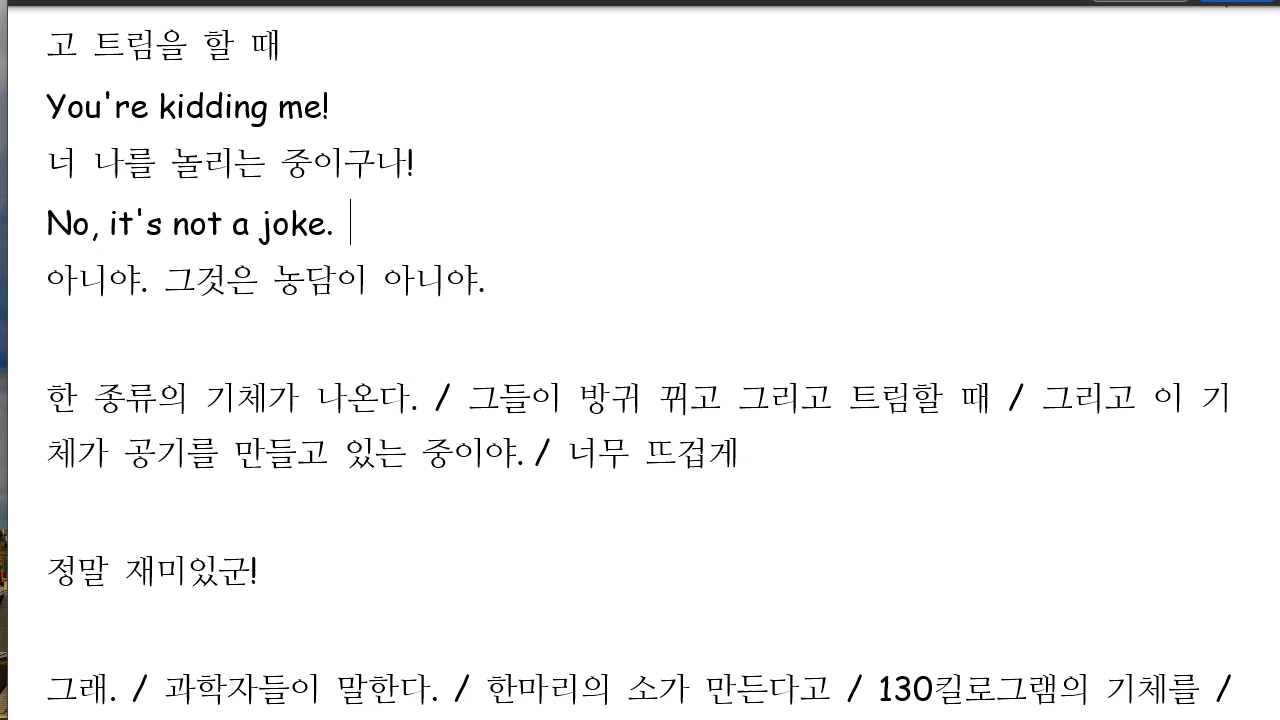 고 트림을 할 때
You're kidding me!
너 나를 놀리는 중이구나!
No, it's not a joke.
아니야. 그것은 농담이 아니야.
한 종류의 기체가 나온다. / 그들이 방귀 뀌고 그리고 트림할 때 / 그리고 이 기
체가 공기를 만들고 있는 중이야. / 너무 뜨겁게
정말 재미있군!
그래. / 과학자들이 말한다. / 한마리의 소가 만든다고 / 130킬로그램의 기체를 /